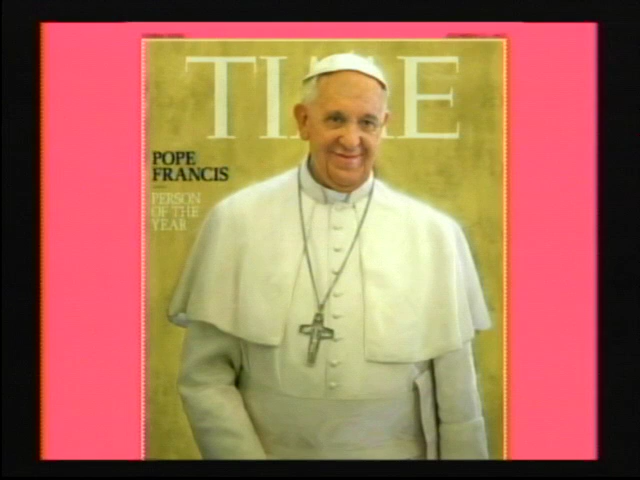 TIME
POPE
FRANCIS
PERSON
OF THE
YEAR